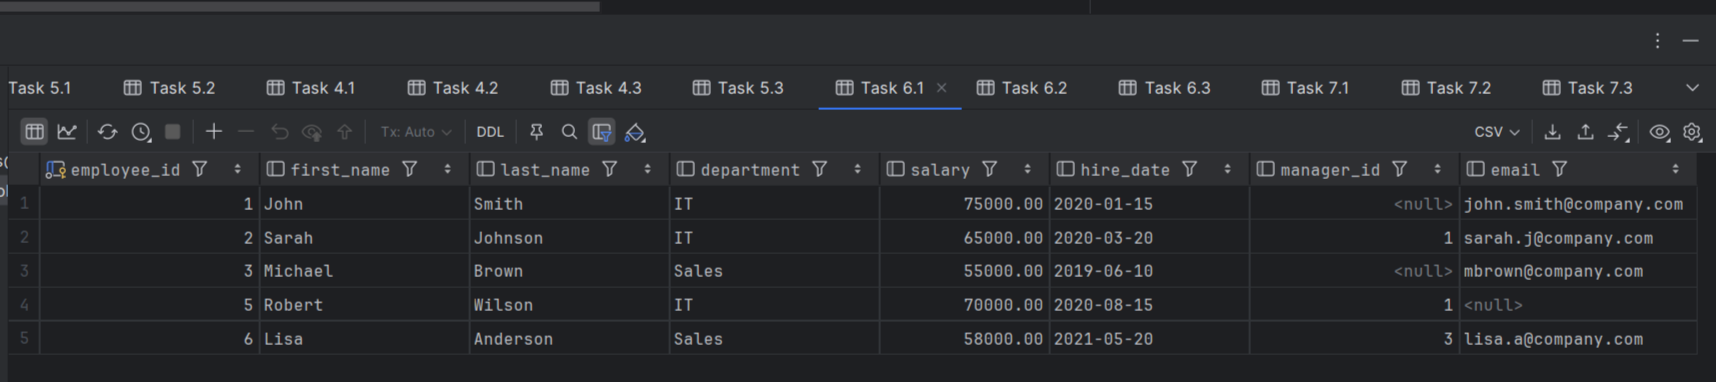 Task 5.1 Task 5.2 Task 4.1 Task 4.2 Task 4.3 Task 5.3 Task 6.1 Task 6.2 Task 6.3 Task 7.1 Task 7.2 Task 7.3
Tx: Auto DDL CSV
employee_id first_name last_name department salary hire_date manager_id email
1 1 John Smith IT 75000.00 2020-01-15 <null> john.smith@company.com
2 2 Sarah Johnson IT 65000.00 2020-03-20 1 sarah.j@company.com
3 3 Michael Brown Sales 55000.00 2019-06-10 <null> mbrown@company.com
4 5 Robert Wilson IT 70000.00 2020-08-15 1 <null>
5 6 Lisa Anderson Sales 58000.00 2021-05-20 3 lisa.a@company.com